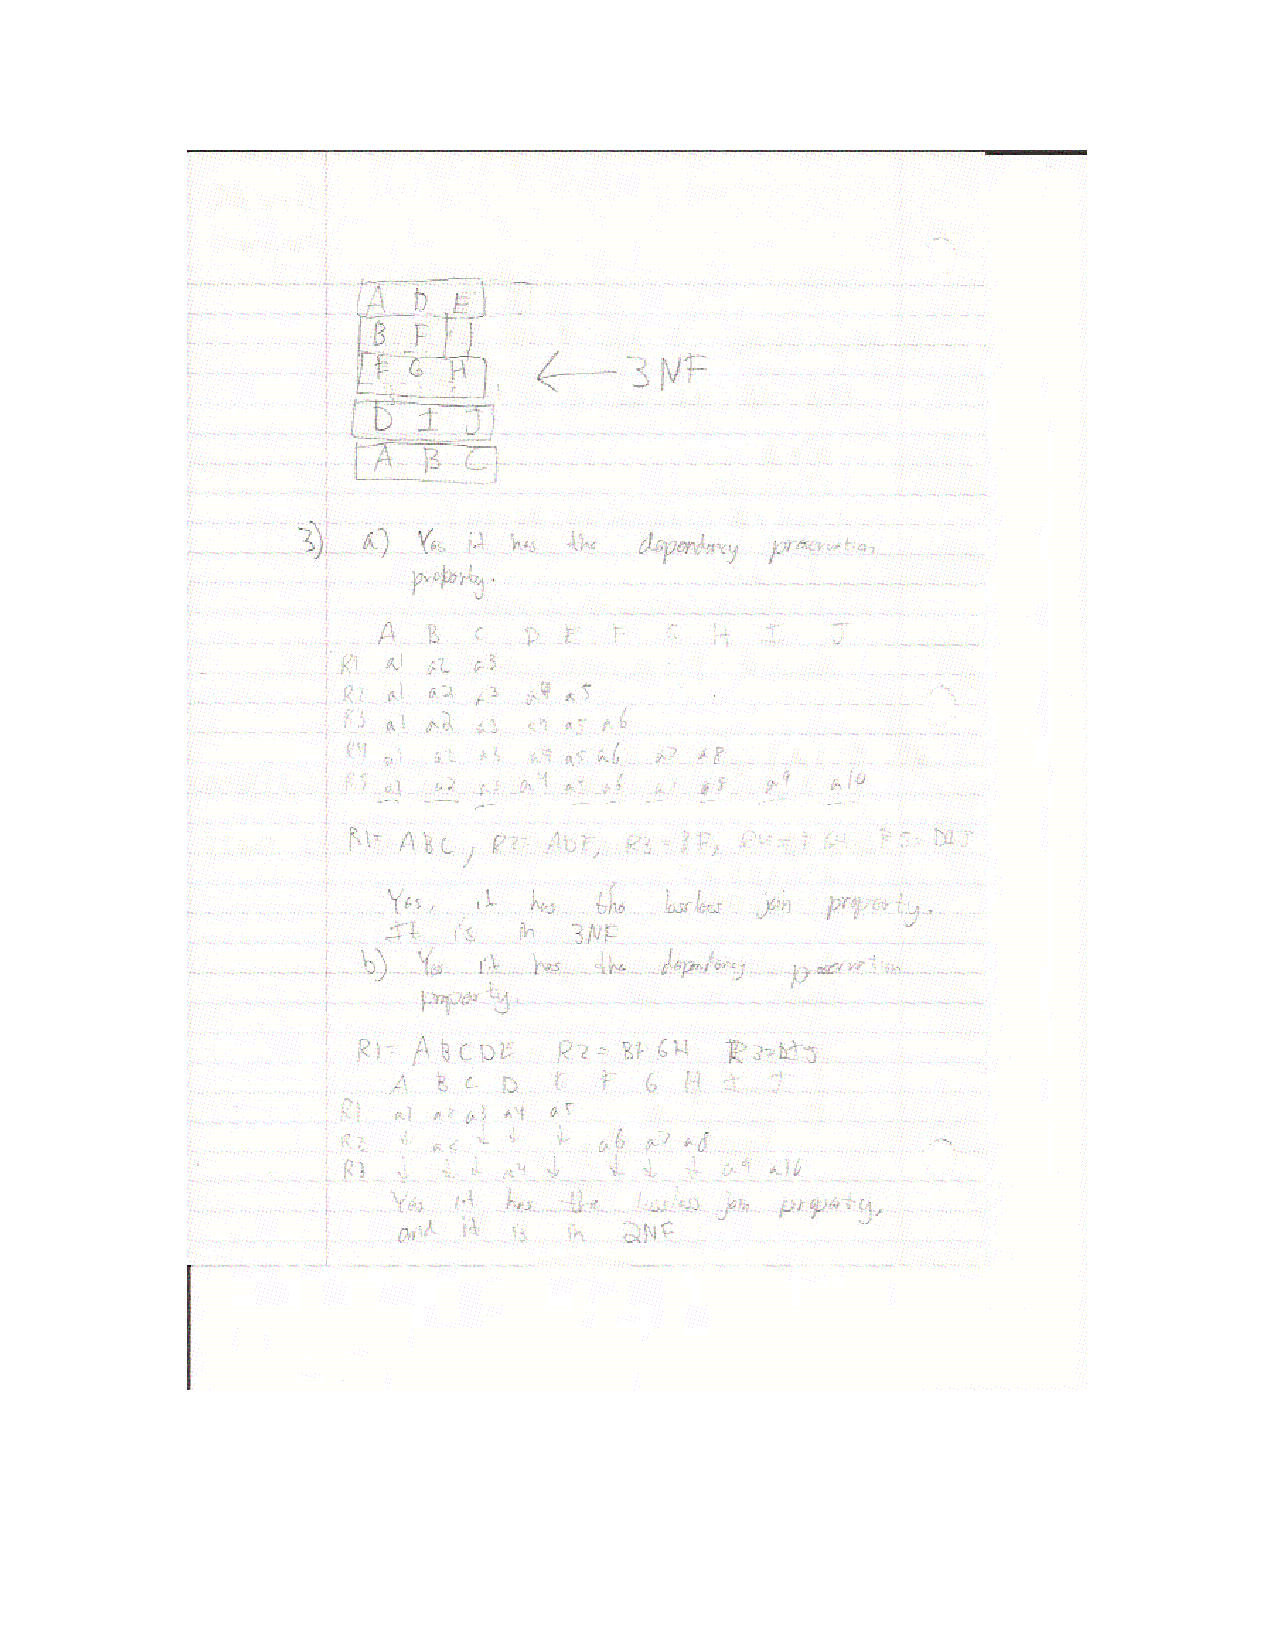 A D E
B F
F G H ← 3NF
D I J
A B C
3) a) Yes it has the dependency preservation
property.
A B C D E F G H I J
R1 a1 a2 a3
R2 a1 a2 a3 a4 a5
R3 a1 a2 a3 a4 a5 a6
R4 a1 a2 a3 a4 a5 a6 a7 a8
R5 a1 a2 a3 a4 a5 a6 a7 a8 a9 a10
R1= ABC, R2= ADE, R3=BF, R4=FGH R5=DIJ
Yes, it has the lossless join property.
It is in 3NF
b) Yes it has the dependency preservation
property.
R1= ABCDE R2= BFGH R3=DIJ
A B C D E F G H I J
R1 a1 a2 a3 a4 a5
R2 ↓ a2 ↓ ↓ ↓ a6 a7 a8
R3 ↓ ↓ ↓ a4 ↓ ↓ ↓ ↓ a9 a10
Yes it has the lossless join property,
and it is in 2NF